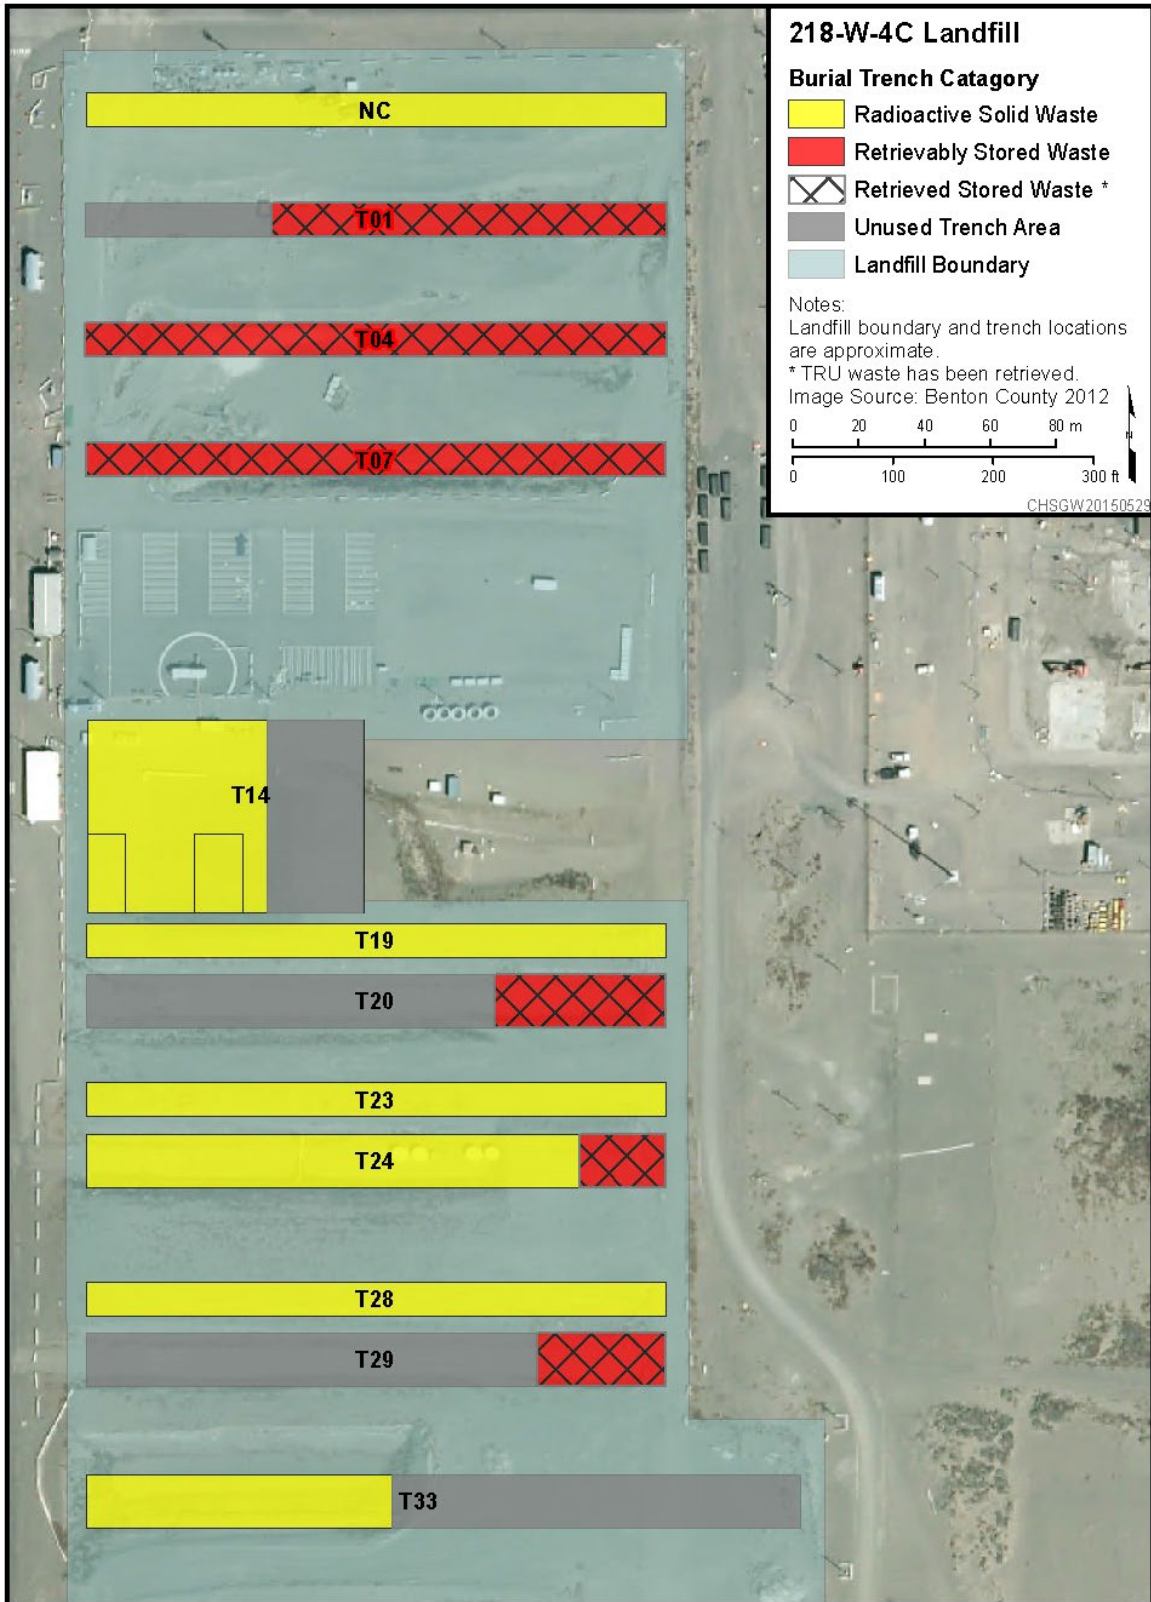 218-W-4C Landfill
Burial Trench Catagory
Radioactive Solid Waste
Retrievably Stored Waste
Retrieved Stored Waste *
Unused Trench Area
Landfill Boundary
Notes:
Landfill boundary and trench locations
are approximate.
* TRU waste has been retrieved.
Image Source: Benton County 2012
0 20 40 60 80 m
N
0 100 200 300 ft
CHSGW20150529
NC
T01
T04
T07
T14
T19
T20
T23
T24
T28
T29
T33